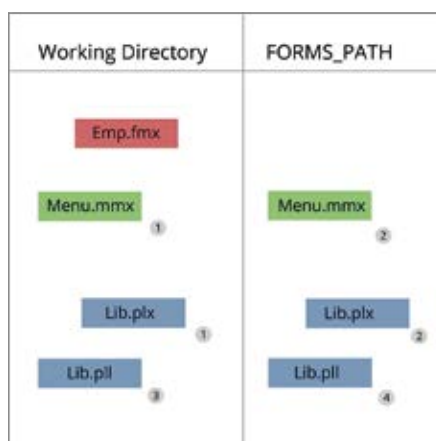 Working Directory FORMS_PATH
Emp.fmx
Menu.mmx Menu.mmx
1 2
Lib.plx Lib.plx
1 2
Lib.pll Lib.pll
3 4